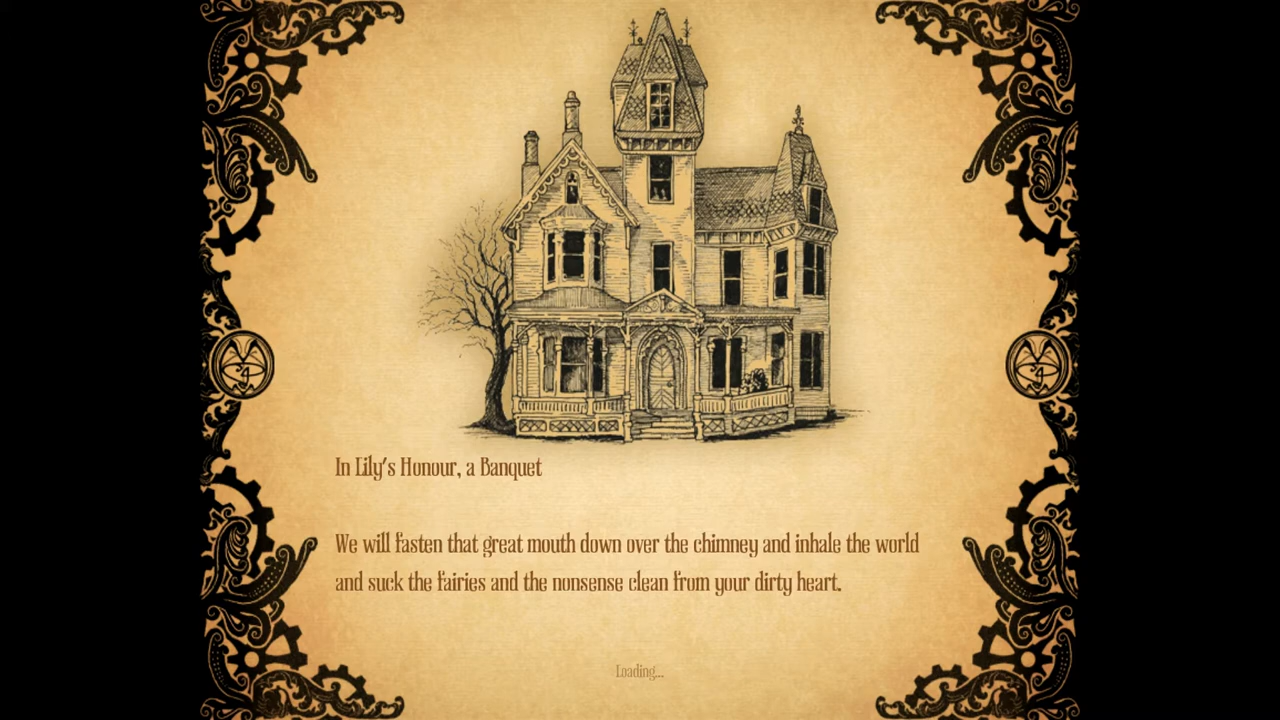 In Lily's Honour, a Banquet
We will fasten that great mouth down over the chimney and inhale the world
and suck the fairies and the nonsense clean from your dirty heart.
Loading...